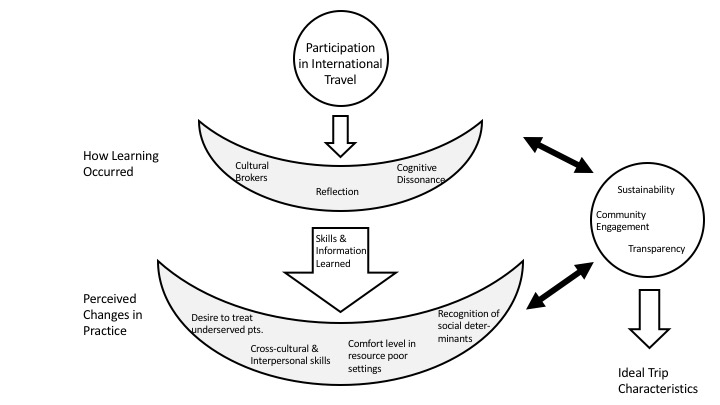 Participation
in International
Travel
How Learning
Occurred
Cultural
Brokers
Reflection
Cognitive
Dissonance
Sustainability
Community
Engagement
Transparency
Skills &
Information
Learned
Perceived
Changes in
Practice
Desire to treat
underserved pts.
Cross-cultural &
Interpersonal skills
Comfort level in
resource poor
settings
Recognition of
social deter-
minants
Ideal Trip
Characteristics